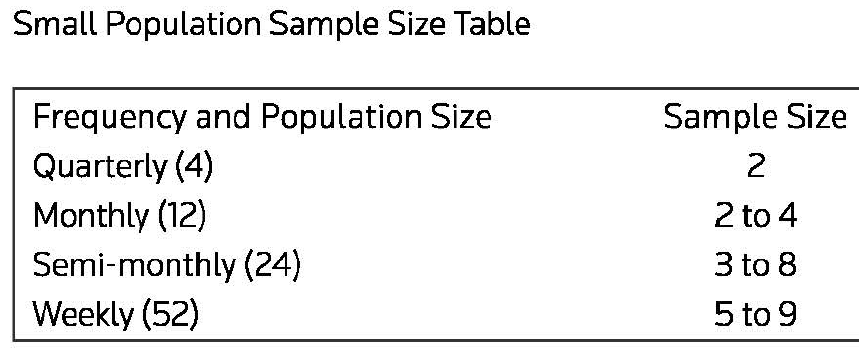 Small Population Sample Size Table
Frequency and Population Size Sample Size
Quarterly (4) 2
Monthly (12) 2 to 4
Semi-monthly (24) 3 to 8
Weekly (52) 5 to 9